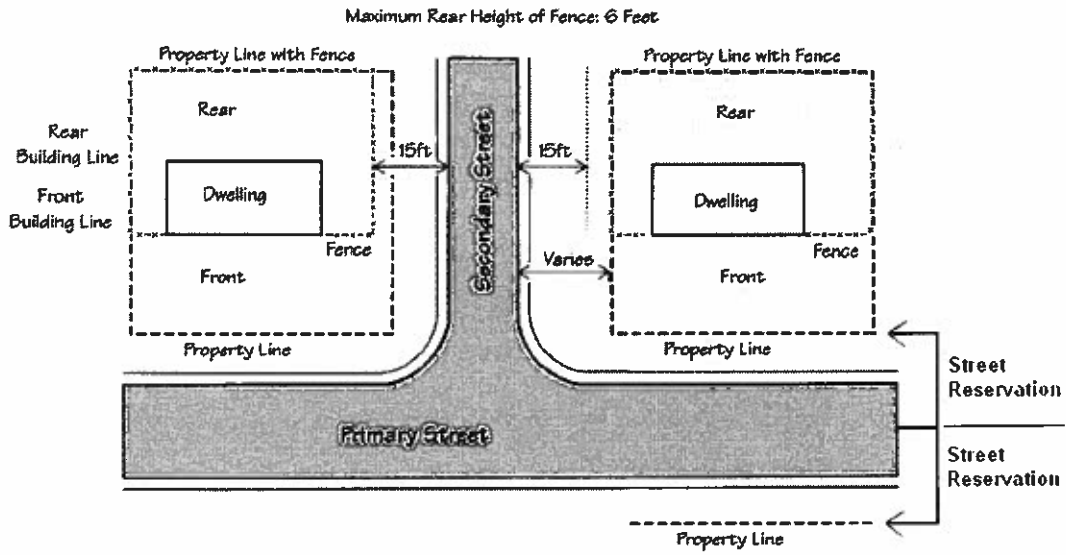 Maximum Rear Height of Fence: 6 Feet
Property Line with Fence
Property Line with Fence
Rear
Rear
Rear
Building Line
15ft
15ft
Front
Building Line
Dwelling
Dwelling
Secondary Street
Fence
Fence
Front
Varies
Front
Property Line
Property Line
Street
Reservation
Primary Street
Street
Reservation
Property Line